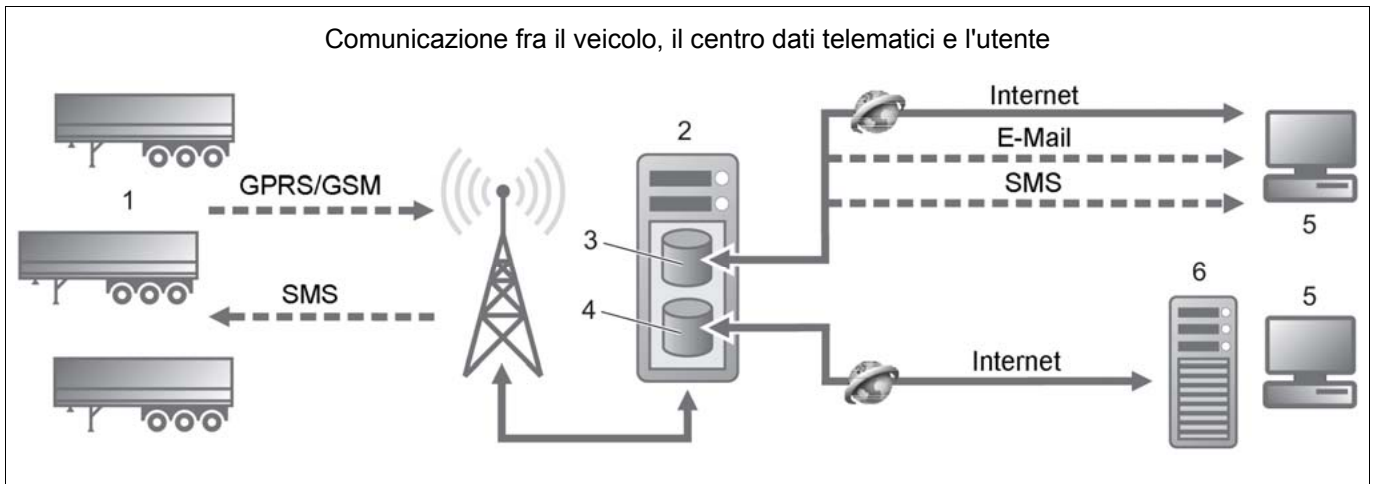 Comunicazione fra il veicolo, il centro dati telematici e l'utente
Internet
E-Mail
SMS
5
2
GPRS/GSM
1
3
SMS
4
6
5
Internet